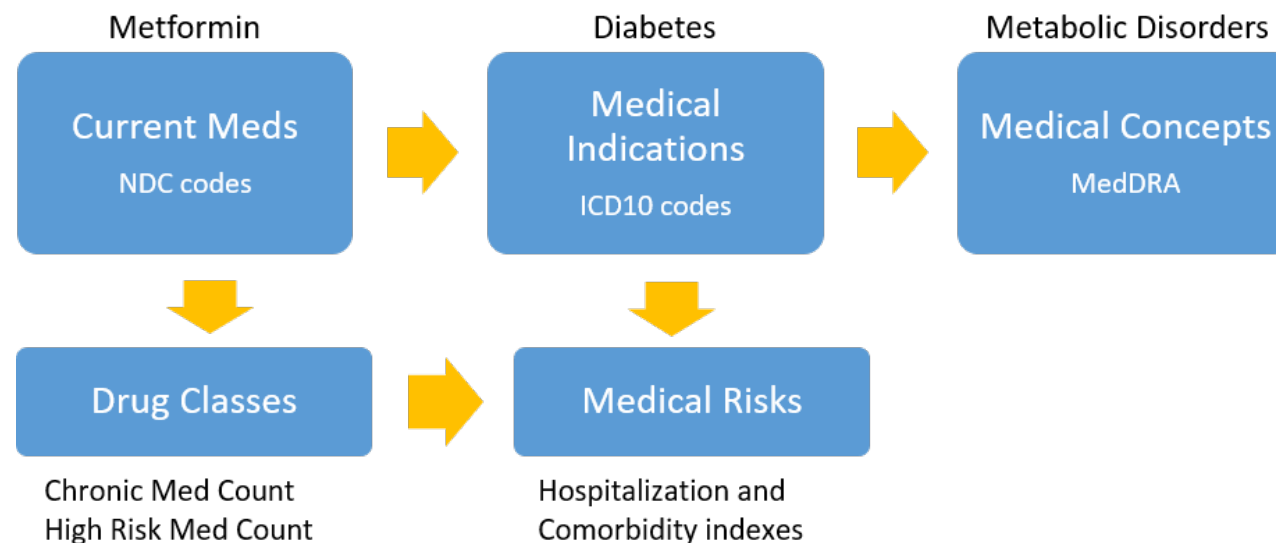 Metformin
Diabetes
Metabolic Disorders
Current Meds
NDC codes
Medical
Indications
ICD10 codes
Medical Concepts
MedDRA
Drug Classes
Medical Risks
Chronic Med Count
High Risk Med Count
Hospitalization and
Comorbidity indexes